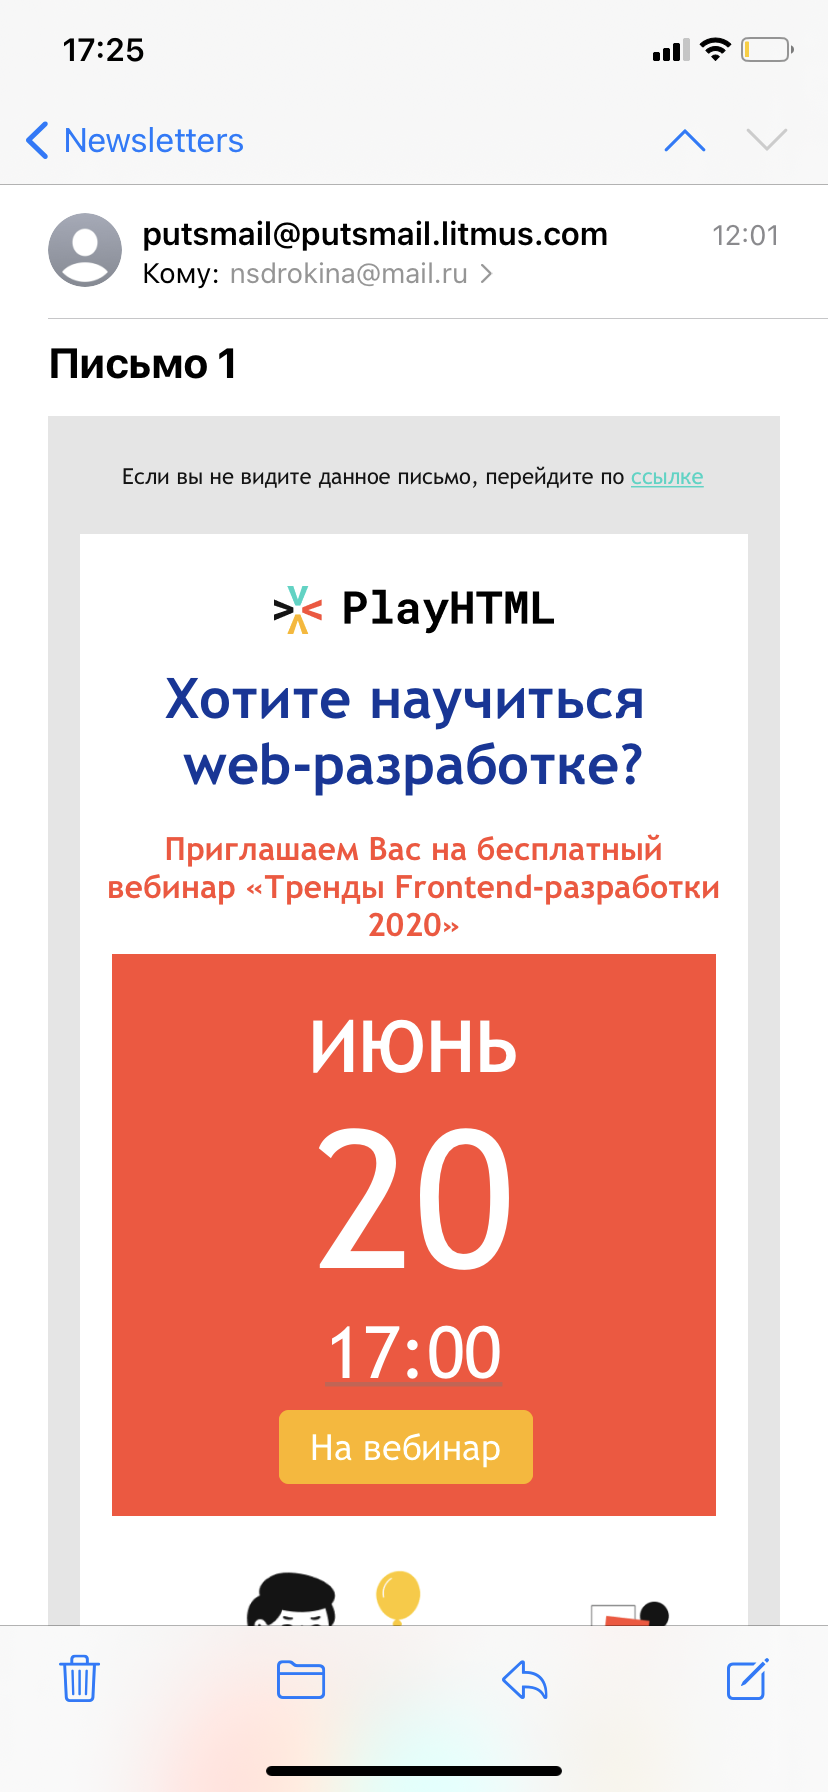 17:25
Newsletters
putsmail@putsmail.litmus.com
12:01
Кому: nsdrokina@mail.ru
Письмо 1
Если вы не видите данное письмо, перейдите по ссылке
PlayHTML
Хотите научиться
web-разработке?
Приглашаем Вас на бесплатный
вебинар «Тренды Frontend-разработки
2020»
ИЮНЬ
20
17:00
На вебинар